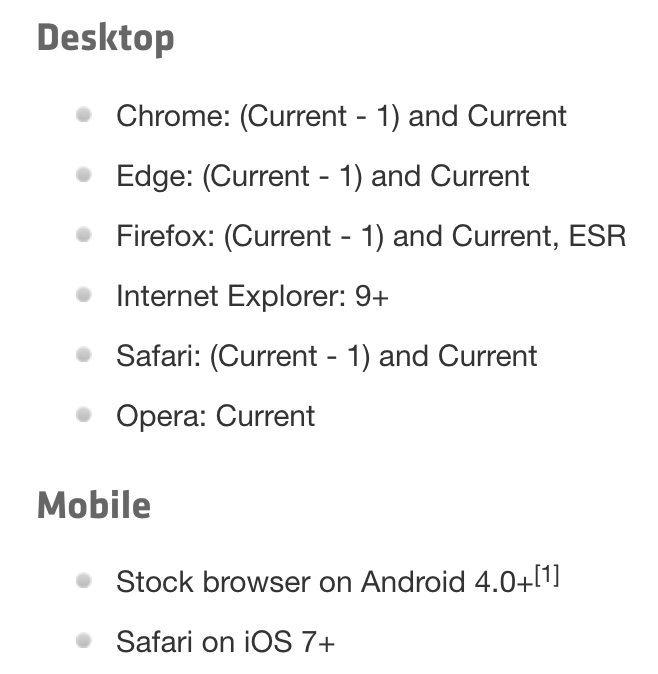 Desktop
Chrome: (Current - 1) and Current
Edge: (Current - 1) and Current
Firefox: (Current - 1) and Current, ESR
Internet Explorer: 9+
Safari: (Current - 1) and Current
Opera: Current
Mobile
Stock browser on Android 4.0+[1]
Safari on iOS 7+